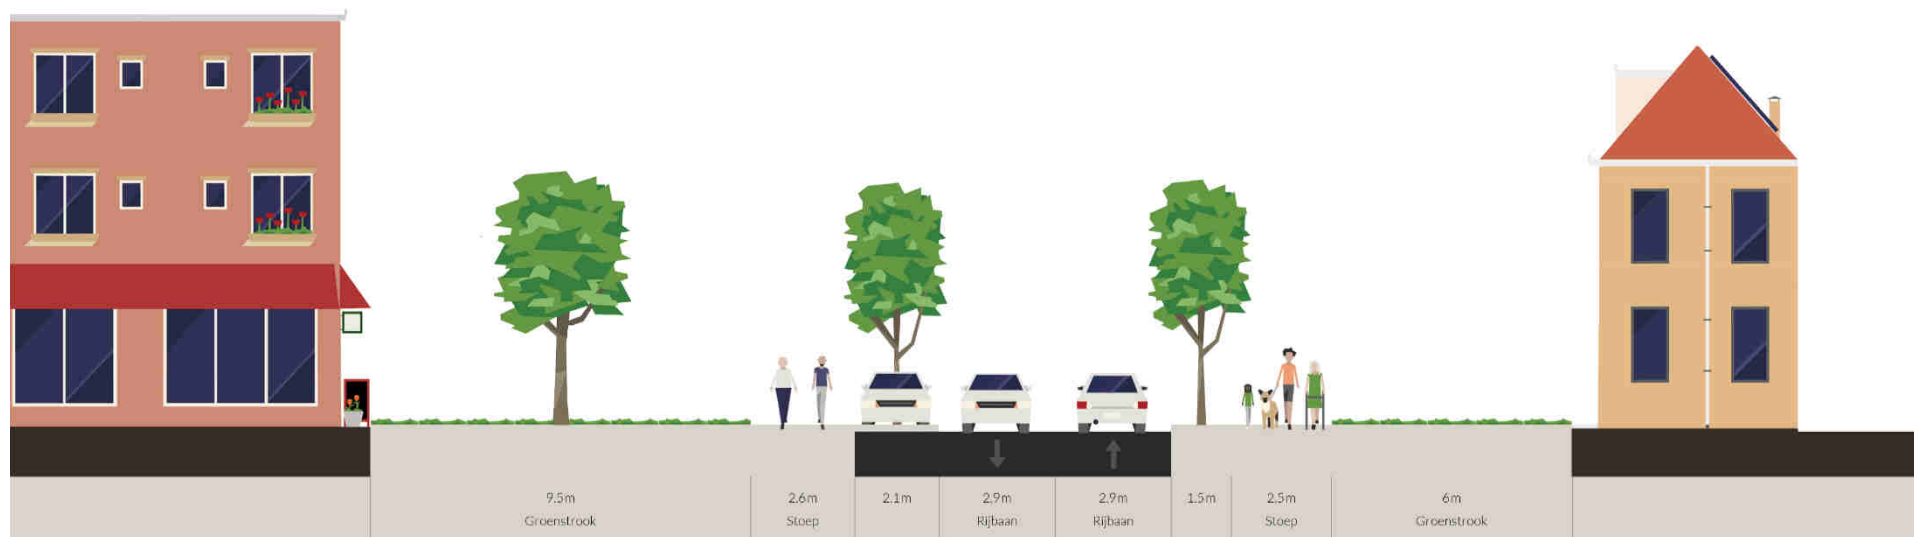 9.5m
Groenstrook
2.6m
Stoep
2.1m
2.9m
Rijbaan
2.9m
Rijbaan
1.5m
2.5m
Stoep
6m
Groenstrook